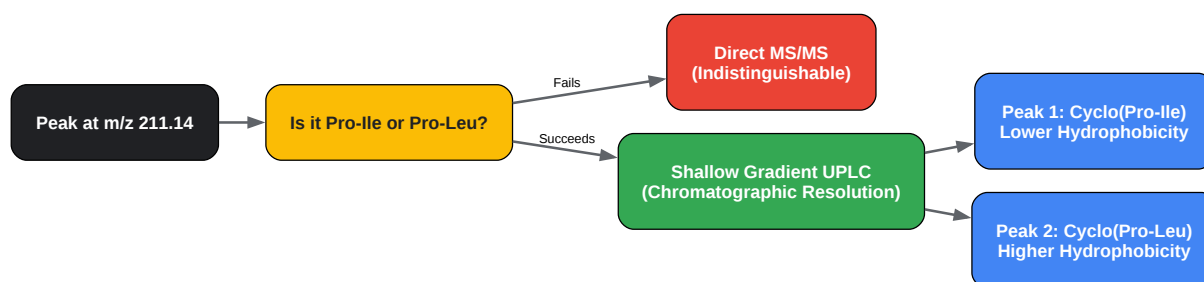 Peak at m/z 211.14
Is it Pro-Ile or Pro-Leu?
Fails
Succeeds
Direct MS/MS
(Indistinguishable)
Shallow Gradient UPLC
(Chromatographic Resolution)
Peak 1: Cyclo(Pro-Ile)
Lower Hydrophobicity
Peak 2: Cyclo(Pro-Leu)
Higher Hydrophobicity